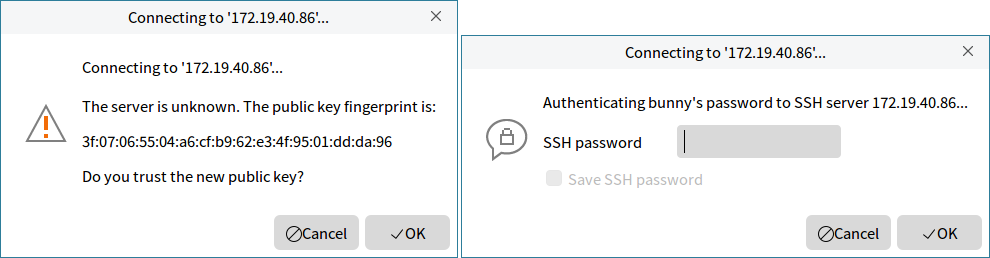 Connecting to '172.19.40.86'...
Connecting to '172.19.40.86'...
The server is unknown. The public key fingerprint is:
3f:07:06:55:04:a6:cf:b9:62:e3:4f:95:01:dd:da:96
Do you trust the new public key?
Cancel
OK
Connecting to '172.19.40.86'...
Authenticating bunny's password to SSH server 172.19.40.86...
SSH password
Save SSH password
Cancel
OK